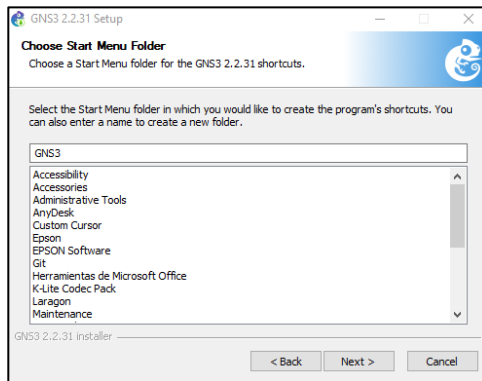 GNS3 2.2.31 Setup
Choose Start Menu Folder
Choose a Start Menu folder for the GNS3 2.2.31 shortcuts.
Select the Start Menu folder in which you would like to create the program's shortcuts. You
can also enter a name to create a new folder.
GNS3
Accessibility
Accessories
Administrative Tools
AnyDesk
Custom Cursor
Epson
EPSON Software
Git
Herramientas de Microsoft Office
K-Lite Codec Pack
Laragon
Maintenance
GNS3 2.2.31 installer
< Back Next > Cancel